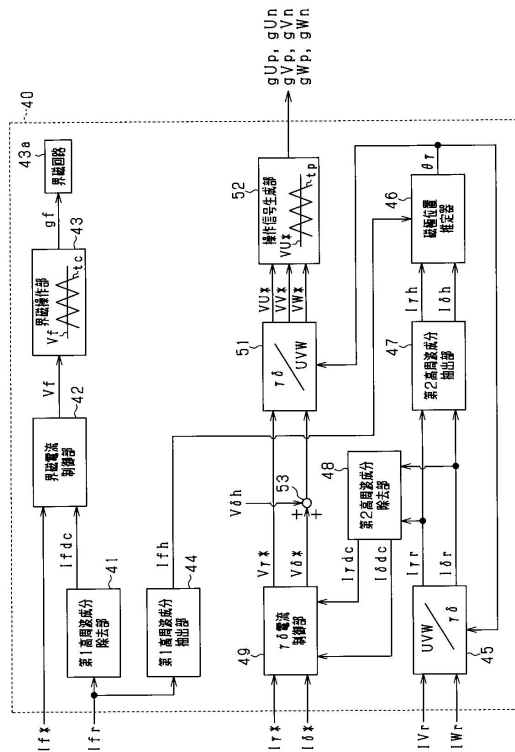 40
If*
Ifr
第1高周波成分
除去部
41
Ifdc
界磁電流
制御部
42
Vf
界磁操作部
Vf
tc
43
gf
界磁回路
43a
第1高周波成分
抽出部
44
Ifh
Iγ*
Iδ*
γδ電流
制御部
49
Vγ*
Vδ*
Vδh
+
+
53
γδ
UVW
51
VU*
VV*
VW*
操作信号生成部
VU*
tp
52
gUp, gUn
gVp, gVn
gWp, gWn
Iγdc
Iδdc
第2高周波成分
除去部
48
IVr
IWr
UVW
γδ
45
Iγr
Iδr
第2高周波成分
抽出部
47
Iγh
Iδh
磁極位置
推定器
46
θγ